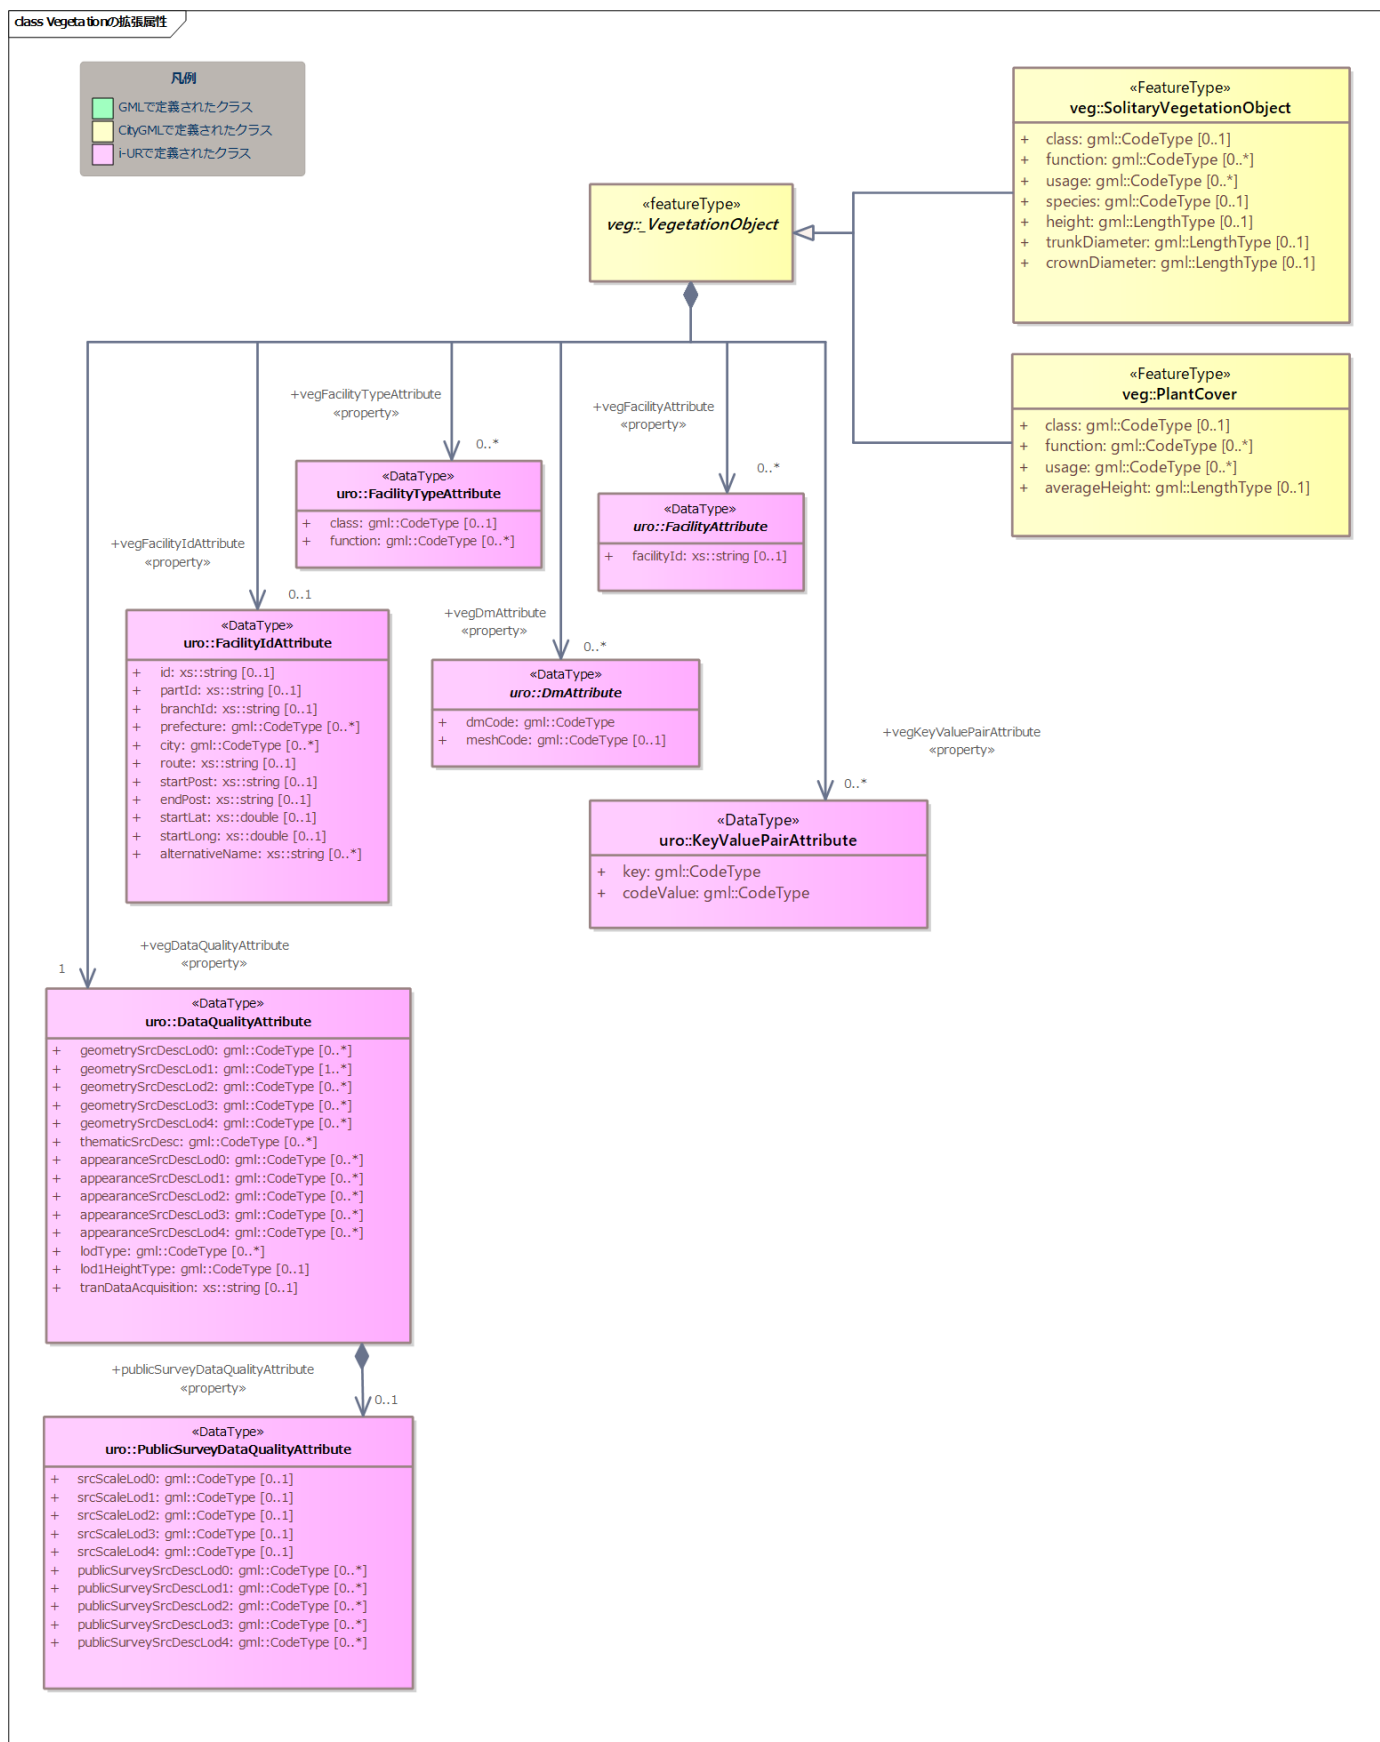 class Vegetationの拡張属性
凡例
GMLで定義されたクラス
CityGMLで定義されたクラス
i-URで定義されたクラス
«FeatureType»
veg::SolitaryVegetationObject
+ class: gml::CodeType [0..1]
+ function: gml::CodeType [0..*]
+ usage: gml::CodeType [0..*]
+ species: gml::CodeType [0..1]
+ height: gml::LengthType [0..1]
+ trunkDiameter: gml::LengthType [0..1]
+ crownDiameter: gml::LengthType [0..1]
«featureType»
veg::_VegetationObject
«FeatureType»
veg::PlantCover
+ class: gml::CodeType [0..1]
+ function: gml::CodeType [0..*]
+ usage: gml::CodeType [0..*]
+ averageHeight: gml::LengthType [0..1]
+vegFacilityTypeAttribute
«property»
0..*
«DataType»
uro::FacilityTypeAttribute
+ class: gml::CodeType [0..1]
+ function: gml::CodeType [0..*]
+vegFacilityAttribute
«property»
0..*
«DataType»
uro::FacilityAttribute
+ facilityId: xs::string [0..1]
+vegFacilityIdAttribute
«property»
0..1
«DataType»
uro::FacilityIdAttribute
+ id: xs::string [0..1]
+ partId: xs::string [0..1]
+ branchId: xs::string [0..1]
+ prefecture: gml::CodeType [0..*]
+ city: gml::CodeType [0..*]
+ route: xs::string [0..1]
+ startPost: xs::string [0..1]
+ endPost: xs::string [0..1]
+ startLat: xs::double [0..1]
+ startLong: xs::double [0..1]
+ alternativeName: xs::string [0..*]
+vegDmAttribute
«property»
0..*
«DataType»
uro::DmAttribute
+ dmCode: gml::CodeType
+ meshCode: gml::CodeType [0..1]
+vegKeyValuePairAttribute
«property»
0..*
«DataType»
uro::KeyValuePairAttribute
+ key: gml::CodeType
+ codeValue: gml::CodeType
+vegDataQualityAttribute
«property»
1
«DataType»
uro::DataQualityAttribute
+ geometrySrcDescLod0: gml::CodeType [0..*]
+ geometrySrcDescLod1: gml::CodeType [1..*]
+ geometrySrcDescLod2: gml::CodeType [0..*]
+ geometrySrcDescLod3: gml::CodeType [0..*]
+ geometrySrcDescLod4: gml::CodeType [0..*]
+ thematicSrcDesc: gml::CodeType [0..*]
+ appearanceSrcDescLod0: gml::CodeType [0..*]
+ appearanceSrcDescLod1: gml::CodeType [0..*]
+ appearanceSrcDescLod2: gml::CodeType [0..*]
+ appearanceSrcDescLod3: gml::CodeType [0..*]
+ appearanceSrcDescLod4: gml::CodeType [0..*]
+ lodType: gml::CodeType [0..*]
+ lod1HeightType: gml::CodeType [0..1]
+ tranDataAcquisition: xs::string [0..1]
+publicSurveyDataQualityAttribute
«property»
0..1
«DataType»
uro::PublicSurveyDataQualityAttribute
+ srcScaleLod0: gml::CodeType [0..1]
+ srcScaleLod1: gml::CodeType [0..1]
+ srcScaleLod2: gml::CodeType [0..1]
+ srcScaleLod3: gml::CodeType [0..1]
+ srcScaleLod4: gml::CodeType [0..1]
+ publicSurveySrcDescLod0: gml::CodeType [0..*]
+ publicSurveySrcDescLod1: gml::CodeType [0..*]
+ publicSurveySrcDescLod2: gml::CodeType [0..*]
+ publicSurveySrcDescLod3: gml::CodeType [0..*]
+ publicSurveySrcDescLod4: gml::CodeType [0..*]